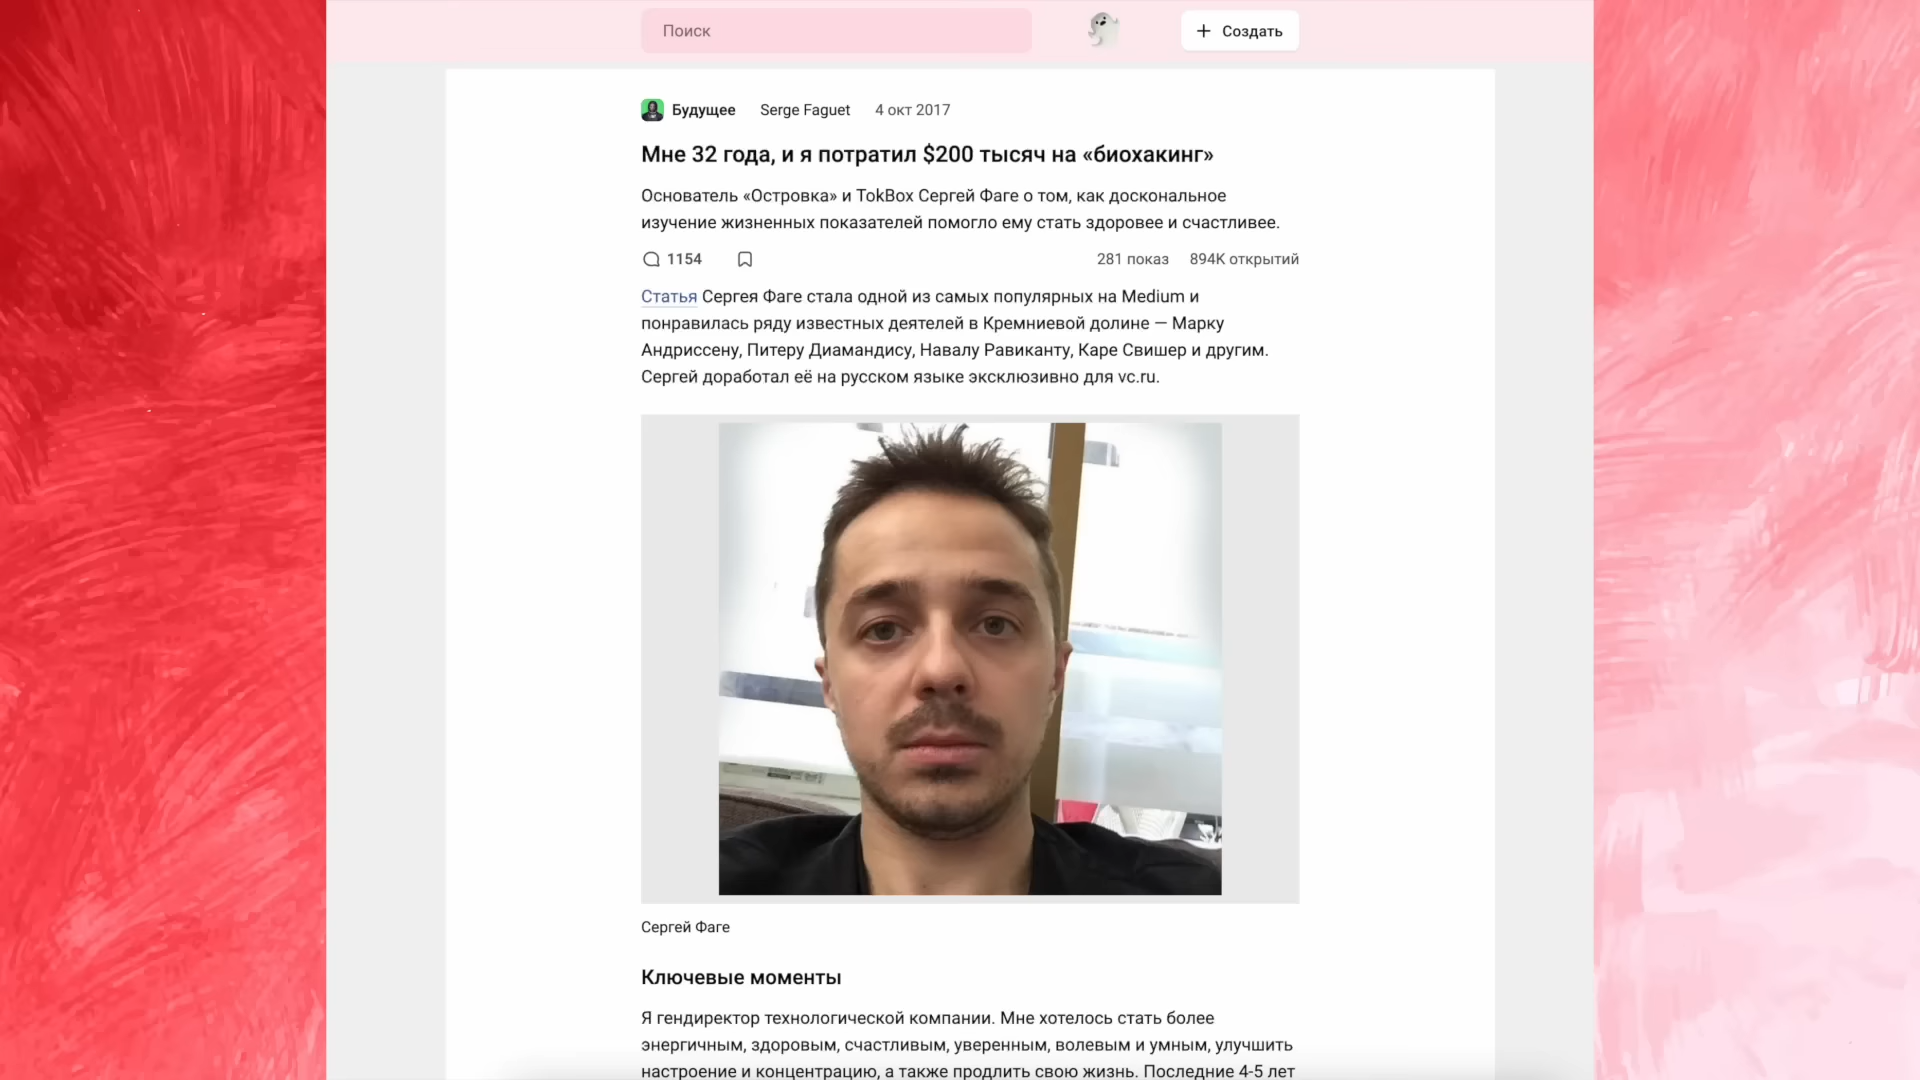 Поиск
Создать
Будущее Serge Faguet 4 окт 2017
Мне 32 года, и я потратил $200 тысяч на «биохакинг»
Основатель «Островка» и TokBox Сергей Фаге о том, как доскональное
изучение жизненных показателей помогло ему стать здоровее и счастливее.
1154 281 показ 894K открытий
Статья Сергея Фаге стала одной из самых популярных на Medium и
понравилась ряду известных деятелей в Кремниевой долине — Марку
Андриссену, Питеру Диамандису, Навалу Равиканту, Каре Свишер и другим.
Сергей доработал её на русском языке эксклюзивно для vc.ru.
Сергей Фаге
Ключевые моменты
Я гендиректор технологической компании. Мне хотелось стать более
энергичным, здоровым, счастливым, уверенным, волевым и умным, улучшить
настроение и концентрацию, а также продлить свою жизнь. Последние 4-5 лет